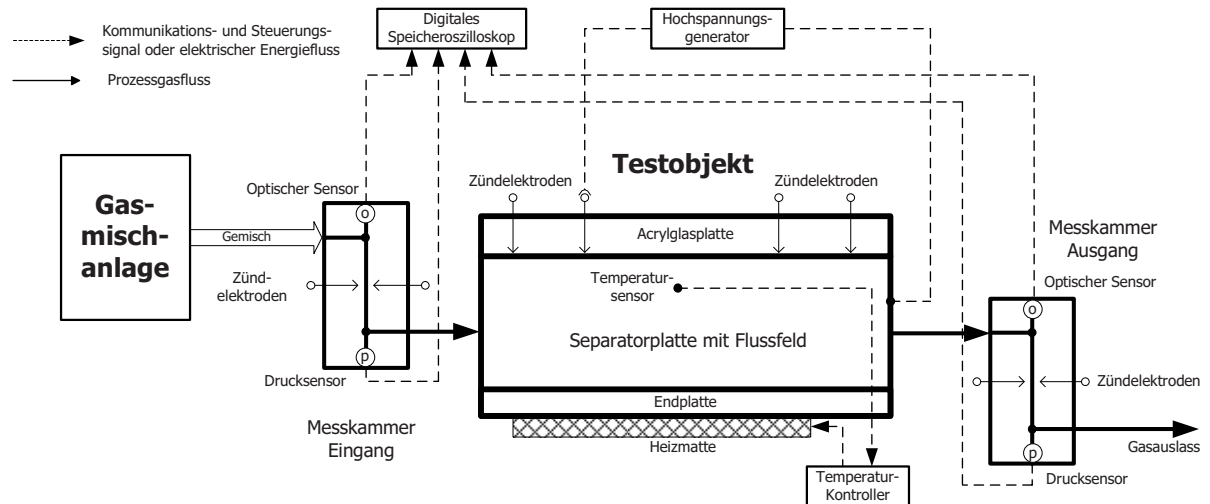 Kommunikations- und Steuerungs-
signal oder elektrischer Energiefluss
Prozessgasfluss
Digitales
Speicheroszilloskop
Hochspannungs-
generator
Testobjekt
Gas-
misch-
anlage
Gemisch
Optischer Sensor
o
Zünd-
elektroden
p
Drucksensor
Messkammer
Eingang
Zündelektroden
Zündelektroden
Acrylglasplatte
Temperatur-
sensor
Separatorplatte mit Flussfeld
Endplatte
Heizmatte
Temperatur-
Kontroller
Messkammer
Ausgang
Optischer Sensor
o
Zündelektroden
p
Gasauslass
Drucksensor